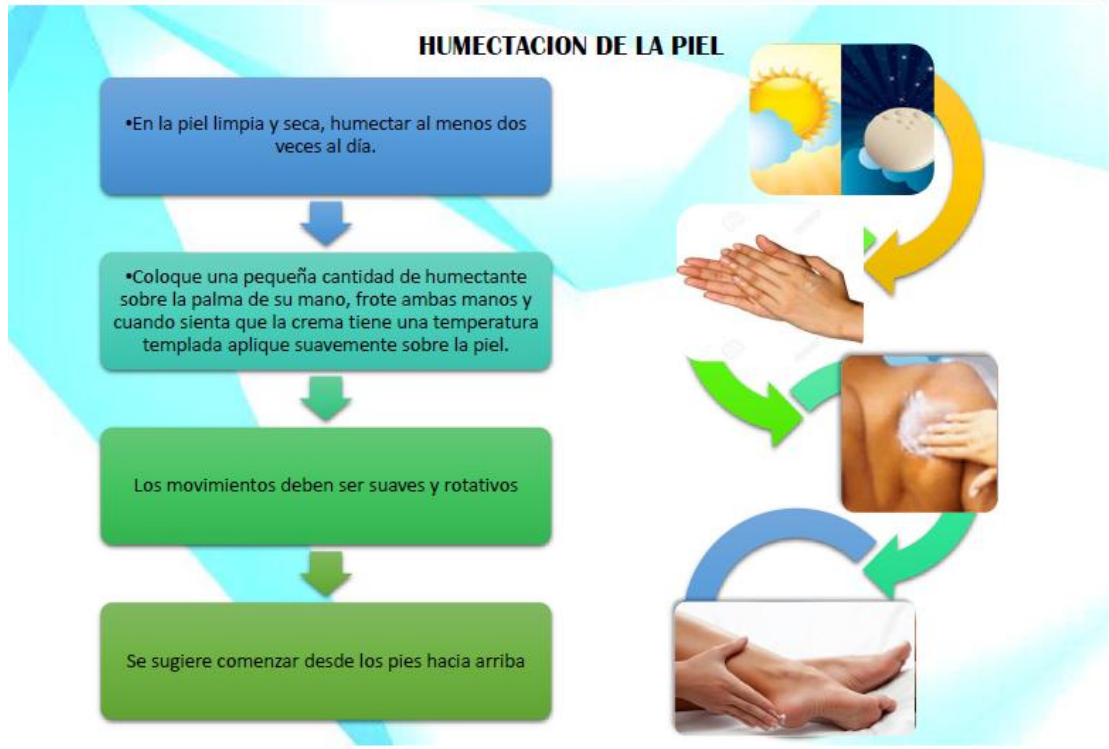 HUMECTACION DE LA PIEL
•En la piel limpia y seca, humectar al menos dos
veces al día.
•Coloque una pequeña cantidad de humectante
sobre la palma de su mano, frote ambas manos y
cuando sienta que la crema tiene una temperatura
templada aplique suavemente sobre la piel.
Los movimientos deben ser suaves y rotativos
Se sugiere comenzar desde los pies hacia arriba